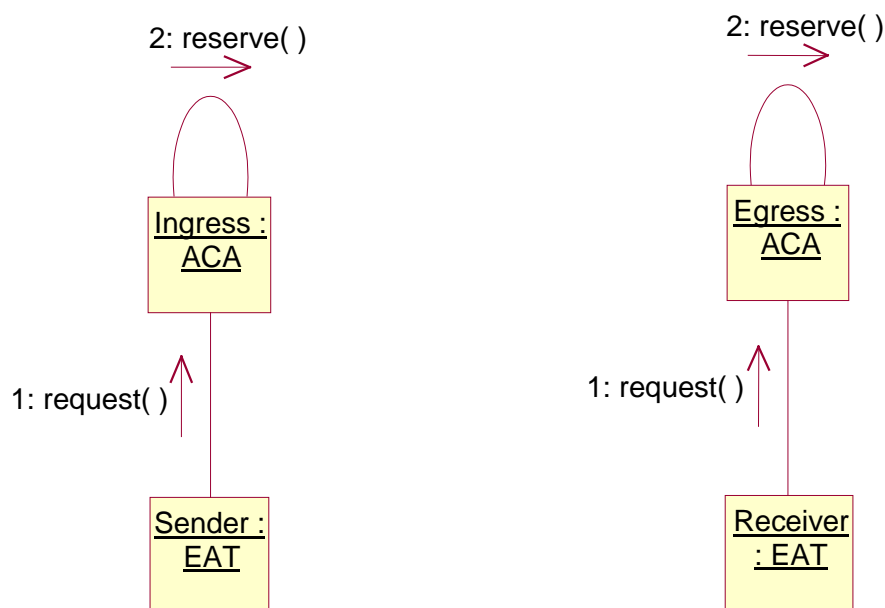 2: reserve( )
Ingress :
ACA
1: request( )
Sender :
EAT
2: reserve( )
Egress :
ACA
1: request( )
Receiver
: EAT